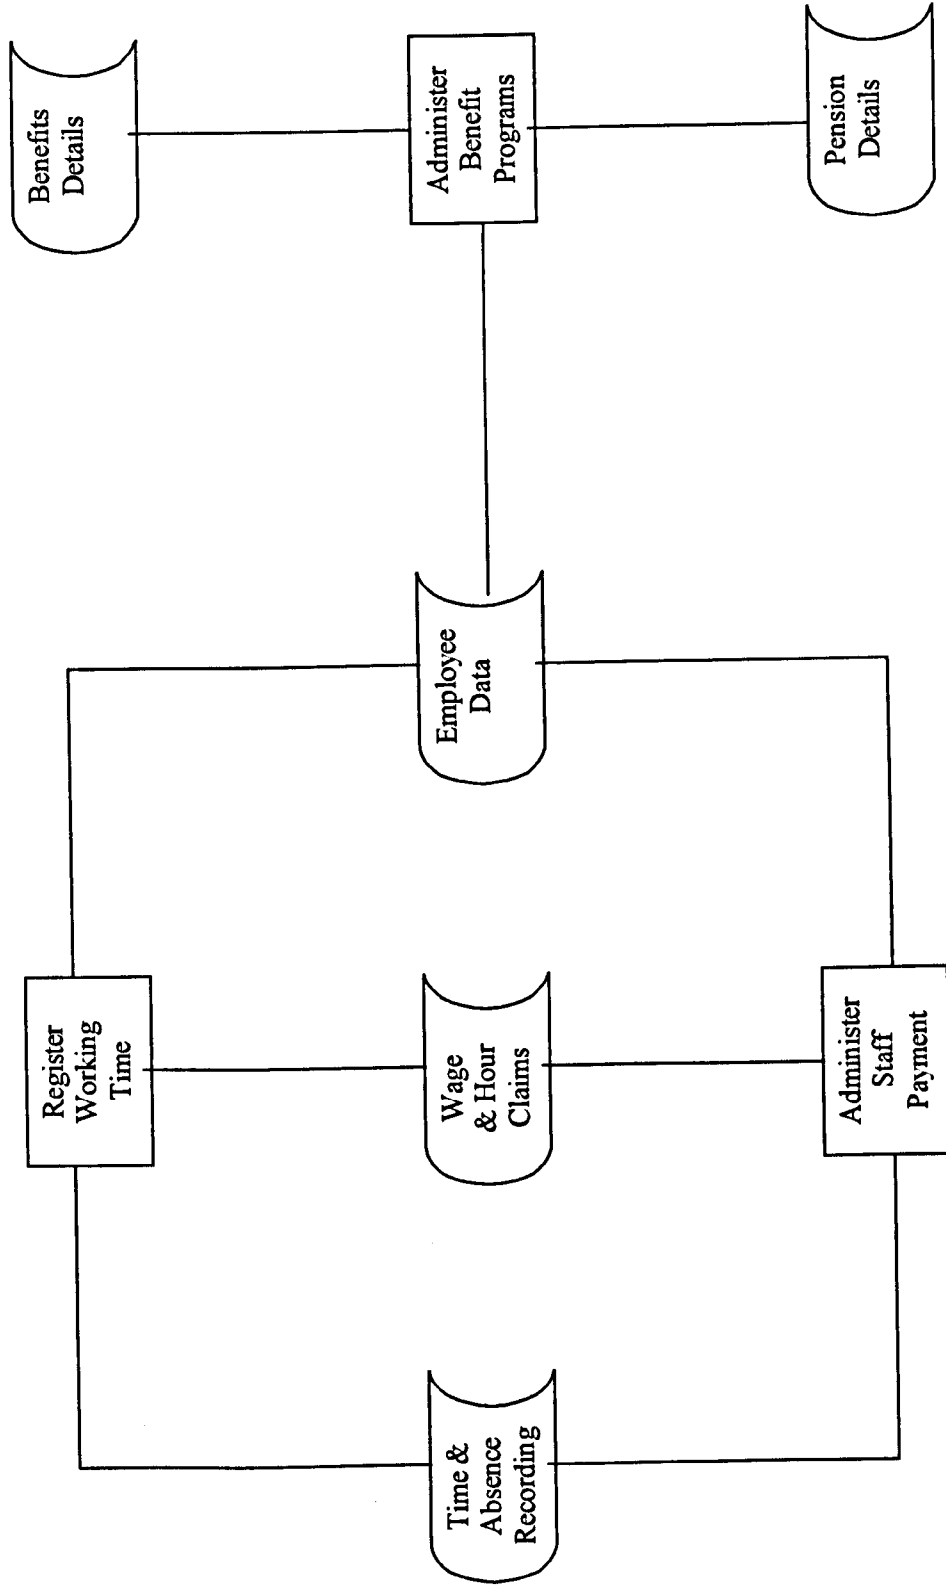 Time &
Absence
Recording
Register
Working
Time
Wage
& Hour
Claims
Administer
Staff
Payment
Employee
Data
Benefits
Details
Administer
Benefit
Programs
Pension
Details